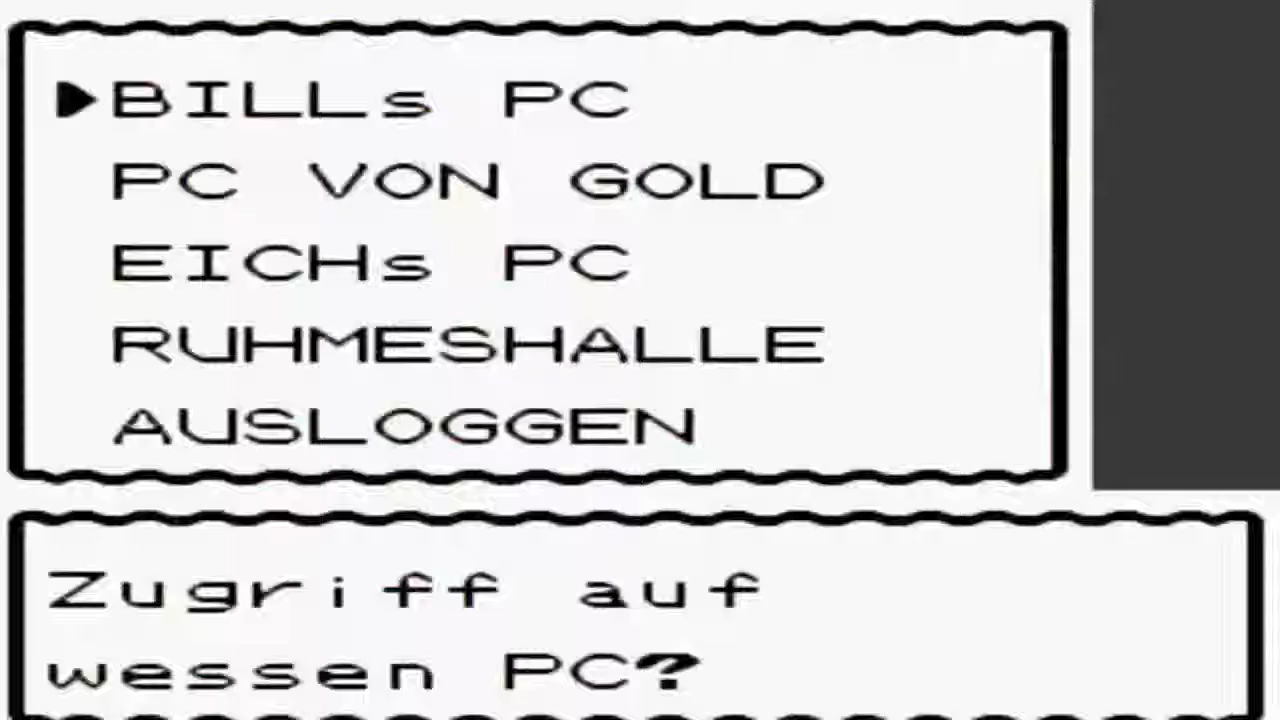 ▶BILLs PC
PC VON GOLD
EICHs PC
RUHMESHALLE
AUSLOGGEN
Zugriff auf
wessen PC?